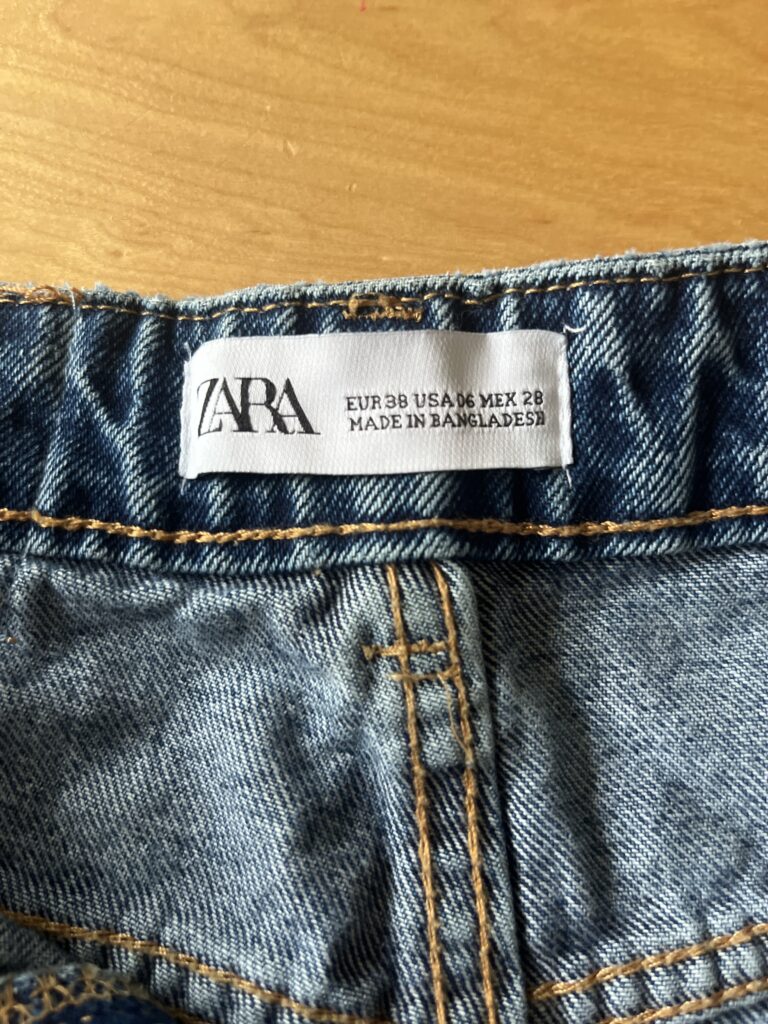 ZARA
EUR 38 USA 06 MEX 28
MADE IN BANGLADESH